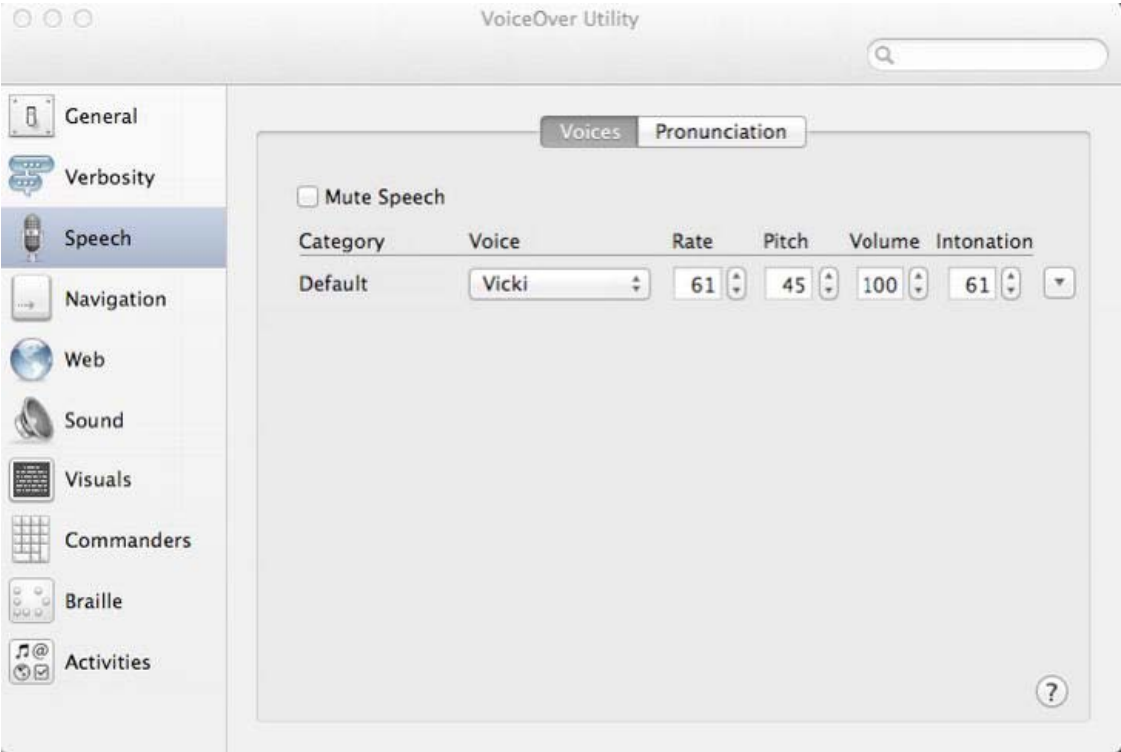 VoiceOver Utility
General
Verbosity
Speech
Navigation
Web
Sound
Visuals
Commanders
Braille
Activities
Voices Pronunciation
Mute Speech
Category Voice Rate Pitch Volume Intonation
Default Vicki 61 45 100 61
?